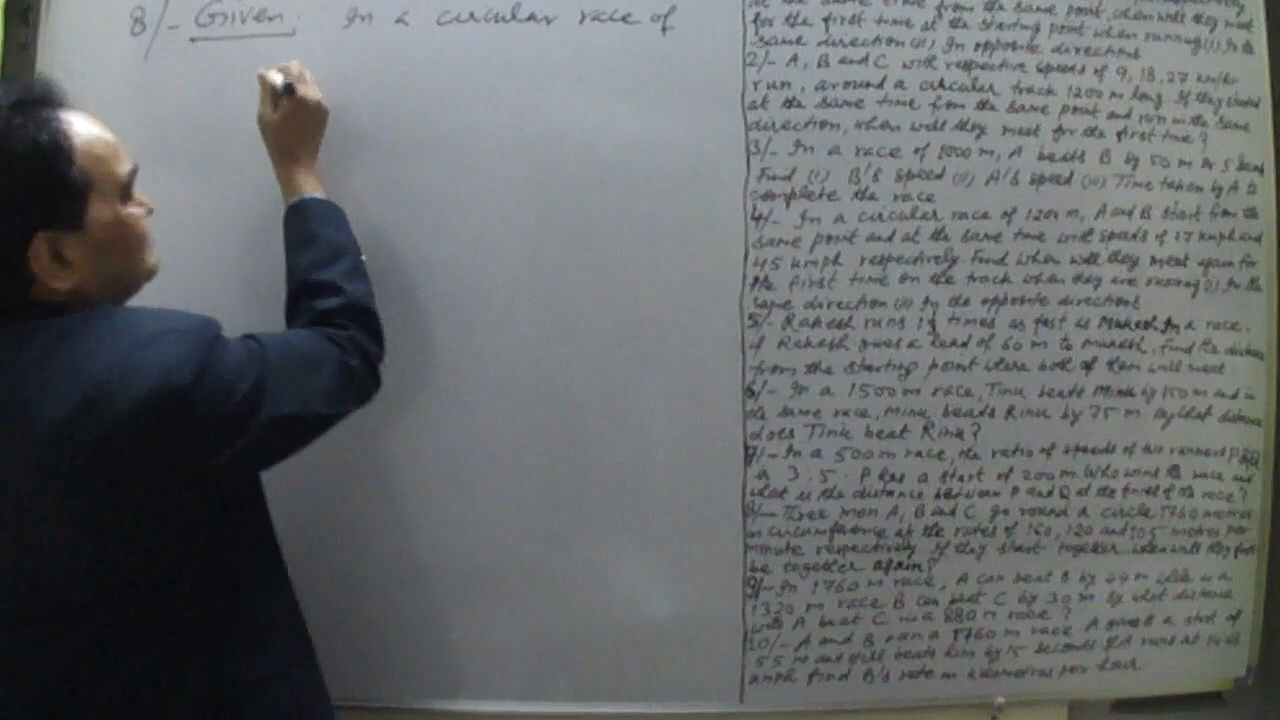 8/- Given. In a circular race of
at the same time from the same point, when will they meet
for the first time at the starting point when running (i) In the
same direction (ii) In opposite directions
2/- A, B and C with respective speeds of 9, 18, 27 km/hr
run, around a circular track 1200 m long. If they started
at the same time from the same point and run in the same
direction, when will they meet for the first time?
3/- In a race of 1000 m, A beats B by 50 m or 5 Seconds
Find (i) B's speed (ii) A's speed (iii) Time taken by A to
complete the race
4/- In a circular race of 1200 m, A and B start from the
same point and at the same time with speeds of 27 kmph and
45 kmph respectively. Find when will they meet again for
the first time on the track when they are running (i) In the
same direction (ii) In the opposite directions
5/- Rakesh runs times as fast as Mukesh. In a race,
if Rakesh gives a lead of 60 m to Mukesh, find the distance
from the starting point where both of them will meet
6/- In a 1500 m race, Tinu beats Minu by 150 m and in
the same race, Minu beats Rinu by 75 m By what distance
does Tinu beat Rinu?
7/- In a 500 m race, the ratio of speeds of two runners P & Q
is 3:5. P has a start of 200 m. Who wins the race and
what is the distance between P and Q at the finish of the race?
8/- Three men A, B and C go round a circle 1760 metres
in circumference at the rates of 160, 120 and 105 metres per
minute respectively If they start together when will they first
be together again?
9/- In 1760 m race, A can beat B by 44 m while in a
1320 m race B can beat C by 30 m By what distance
will A beat C in a 880 m race?
10/- A and B run a 1760 m race A gives a start of
55 m and still beats him by 15 seconds If A runs at
kmph find B's rate in kilometres per hour